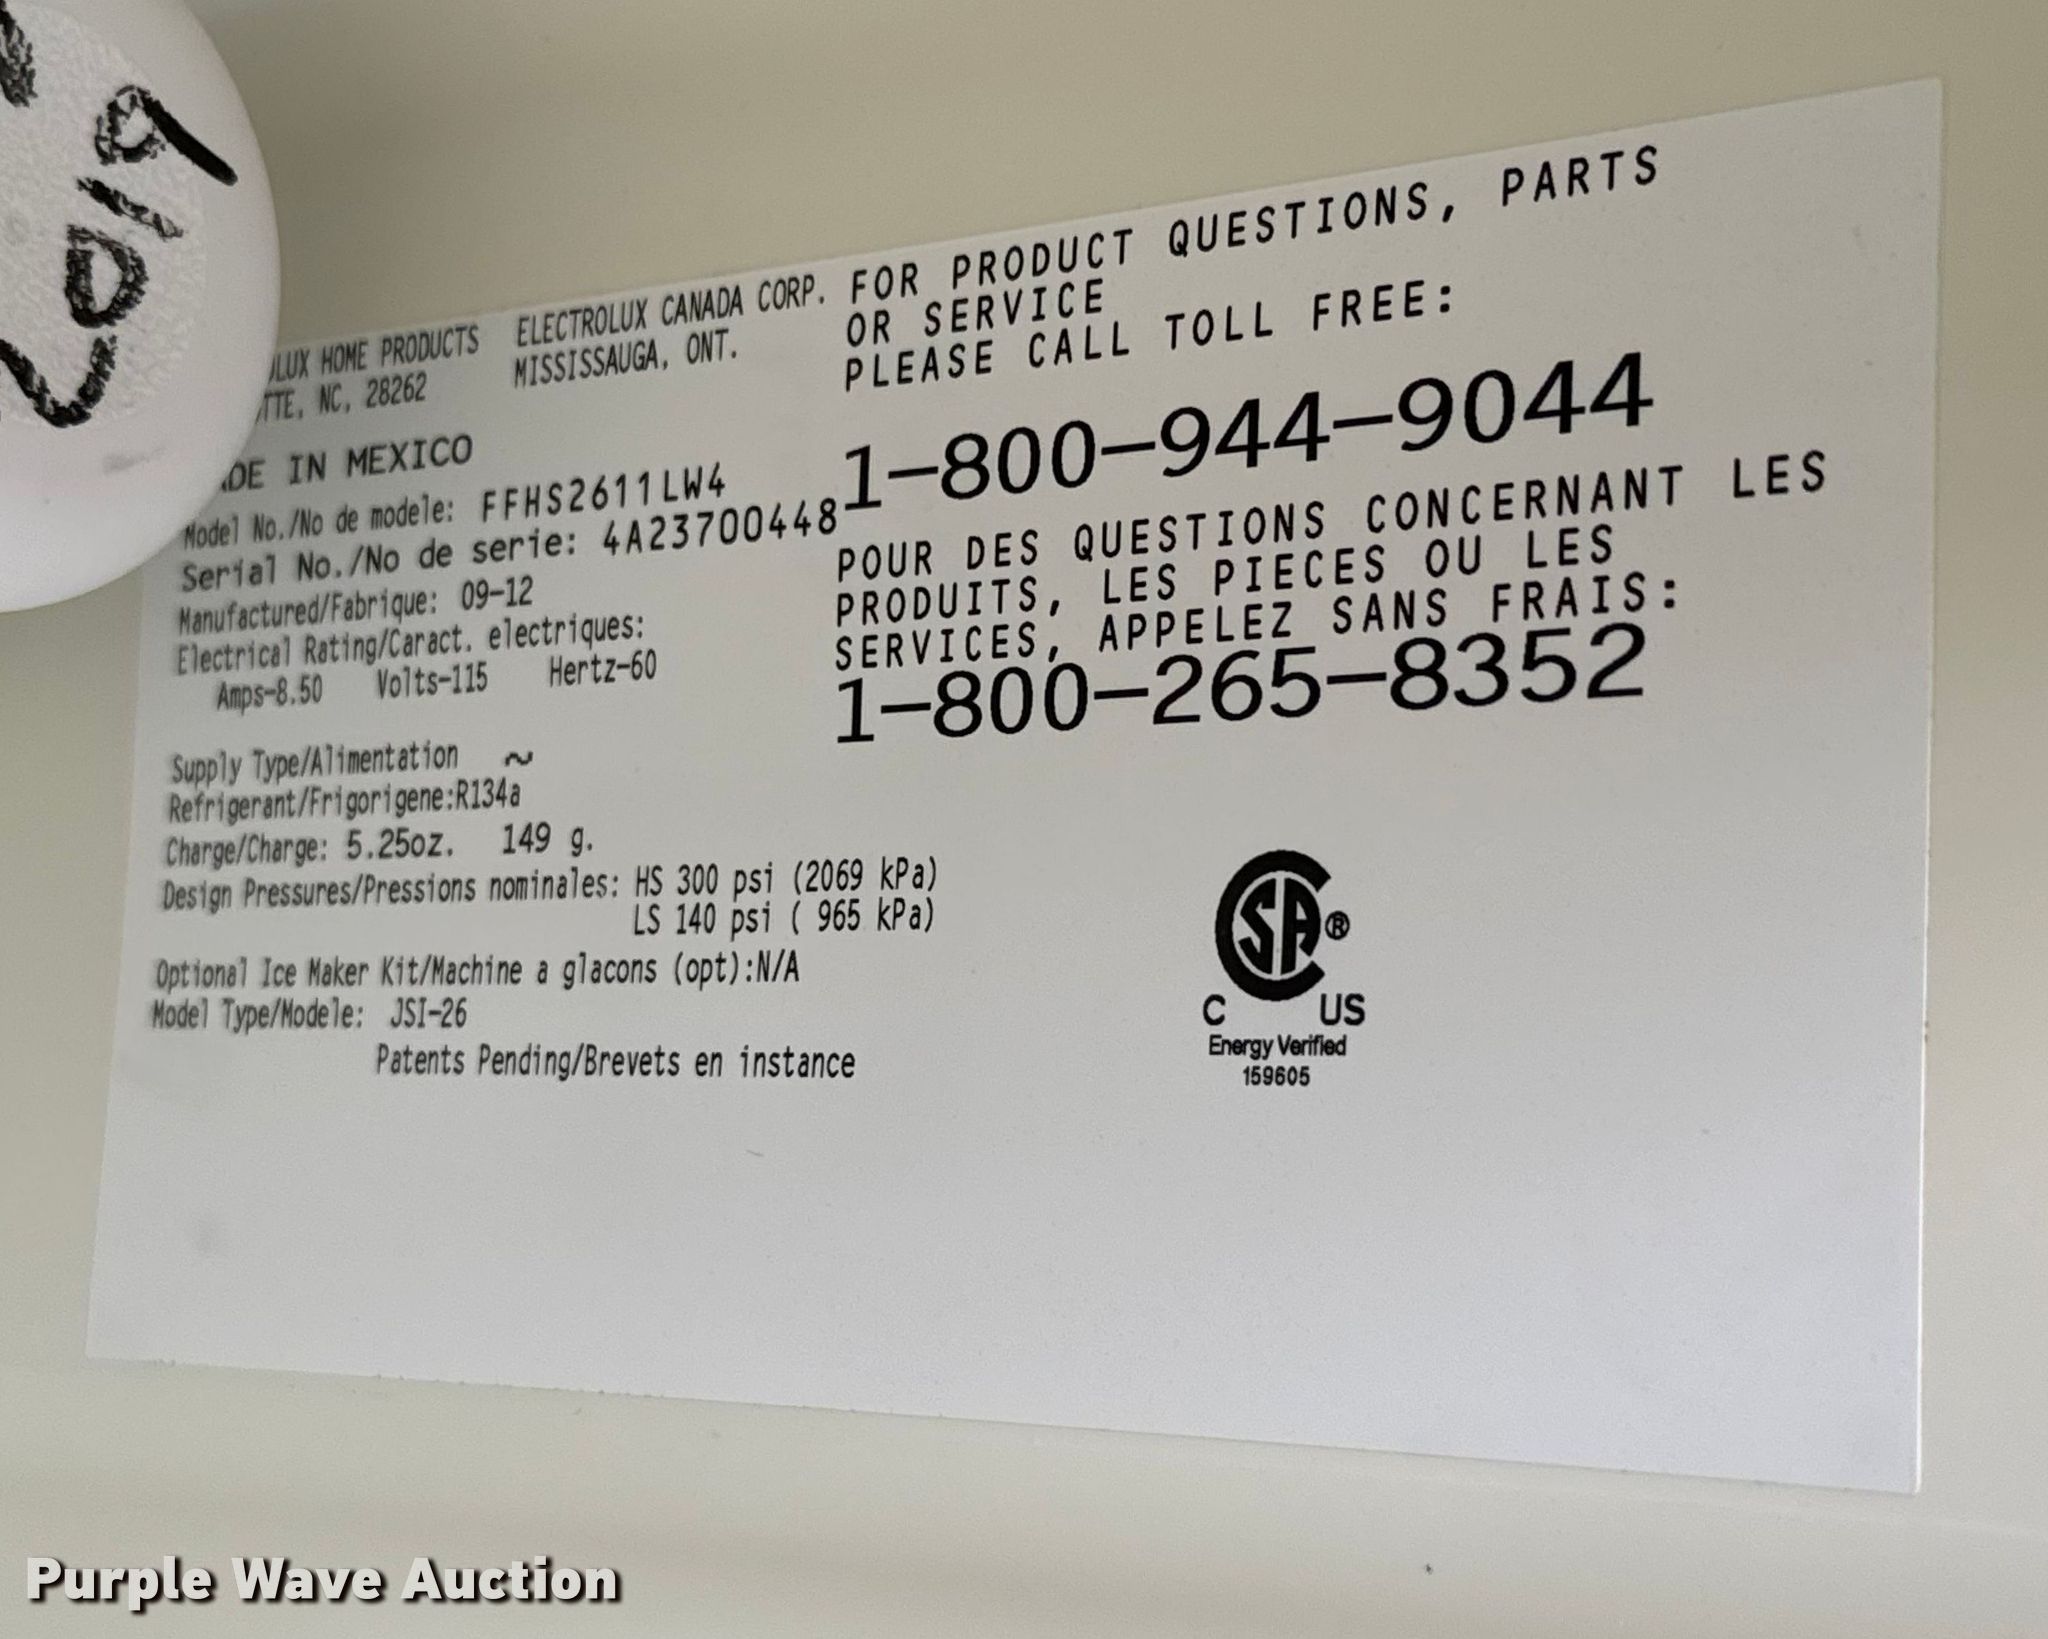 2019
HOME PRODUCTS
NC, 28262
ELECTROLUX CANADA CORP.
MISSISSAUGA, ONT.
IN MEXICO
Model No./No de modele: FFHS2611LW4
Serial No./No de serie: 4A23700448
Manufactured/Fabrique: 09-12
Electrical Rating/Caract. electriques:
Amps-8.50 Volts-115 Hertz-60
Supply Type/Alimentation ~
Refrigerant/Frigorigene:R134a
Charge/Charge: 5.25oz. 149 g.
Design Pressures/Pressions nominales: HS 300 psi (2069 kPa)
LS 140 psi ( 965 kPa)
Optional Ice Maker Kit/Machine a glacons (opt):N/A
Model Type/Modele: JSI-26
Patents Pending/Brevets en instance
FOR PRODUCT QUESTIONS, PARTS
OR SERVICE
PLEASE CALL TOLL FREE:
1-800-944-9044
POUR DES QUESTIONS CONCERNANT LES
PRODUITS, LES PIECES OU LES
SERVICES, APPELEZ SANS FRAIS:
1-800-265-8352
CSA®
C US
Energy Verified
159605
Purple Wave Auction